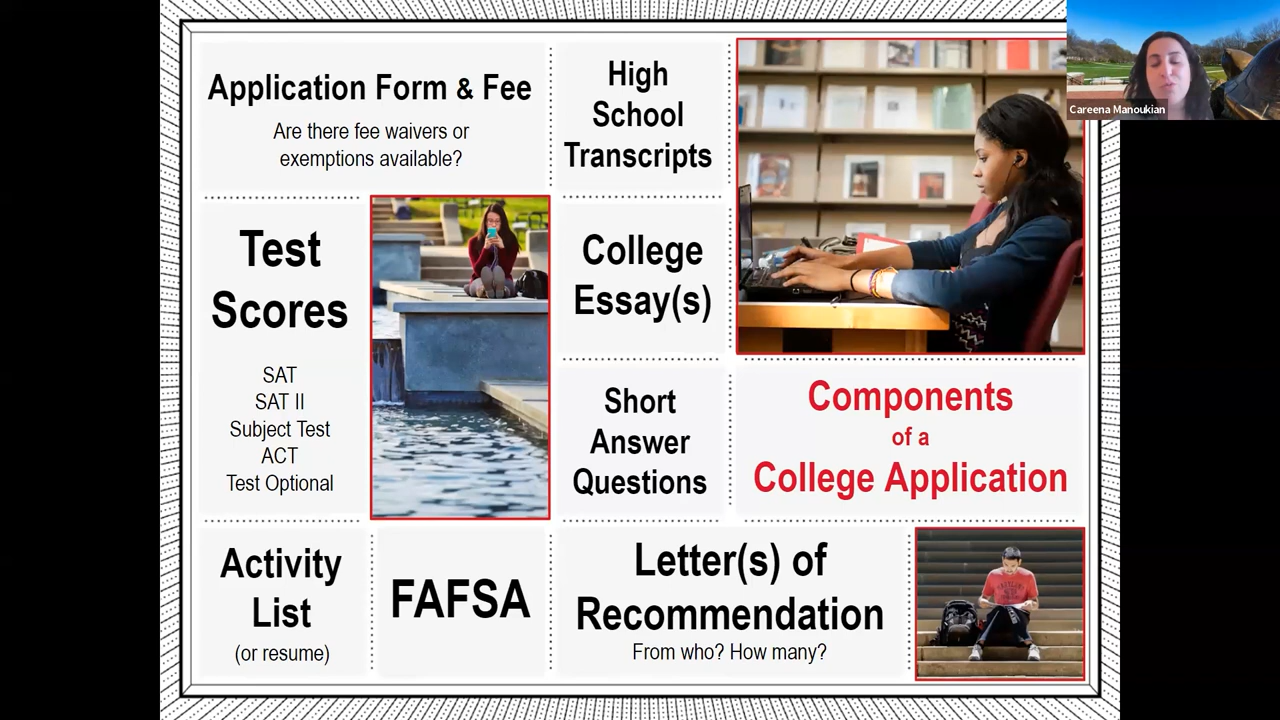 Application Form & Fee
Are there fee waivers or
exemptions available?
High
School
Transcripts
Careena Manoukian
Test
Scores
SAT
SAT II
Subject Test
ACT
Test Optional
College
Essay(s)
Short
Answer
Questions
Components
of a
College Application
Activity
List
(or resume)
FAFSA
Letter(s) of
Recommendation
From who? How many?